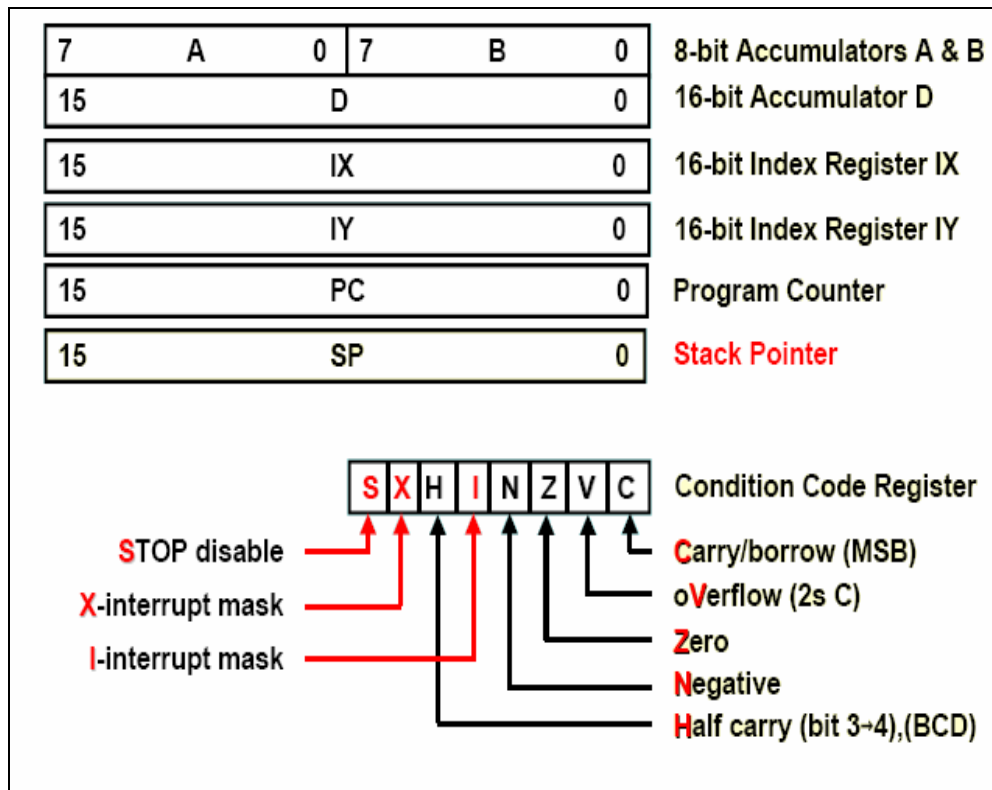 7 A 0 7 B 0 8-bit Accumulators A & B
15 D 0 16-bit Accumulator D
15 IX 0 16-bit Index Register IX
15 IY 0 16-bit Index Register IY
15 PC 0 Program Counter
15 SP 0 Stack Pointer
S X H I N Z V C Condition Code Register
STOP disable Carry/borrow (MSB)
X-interrupt mask oVerflow (2s C)
I-interrupt mask Zero
Negative
Half carry (bit 3→4),(BCD)